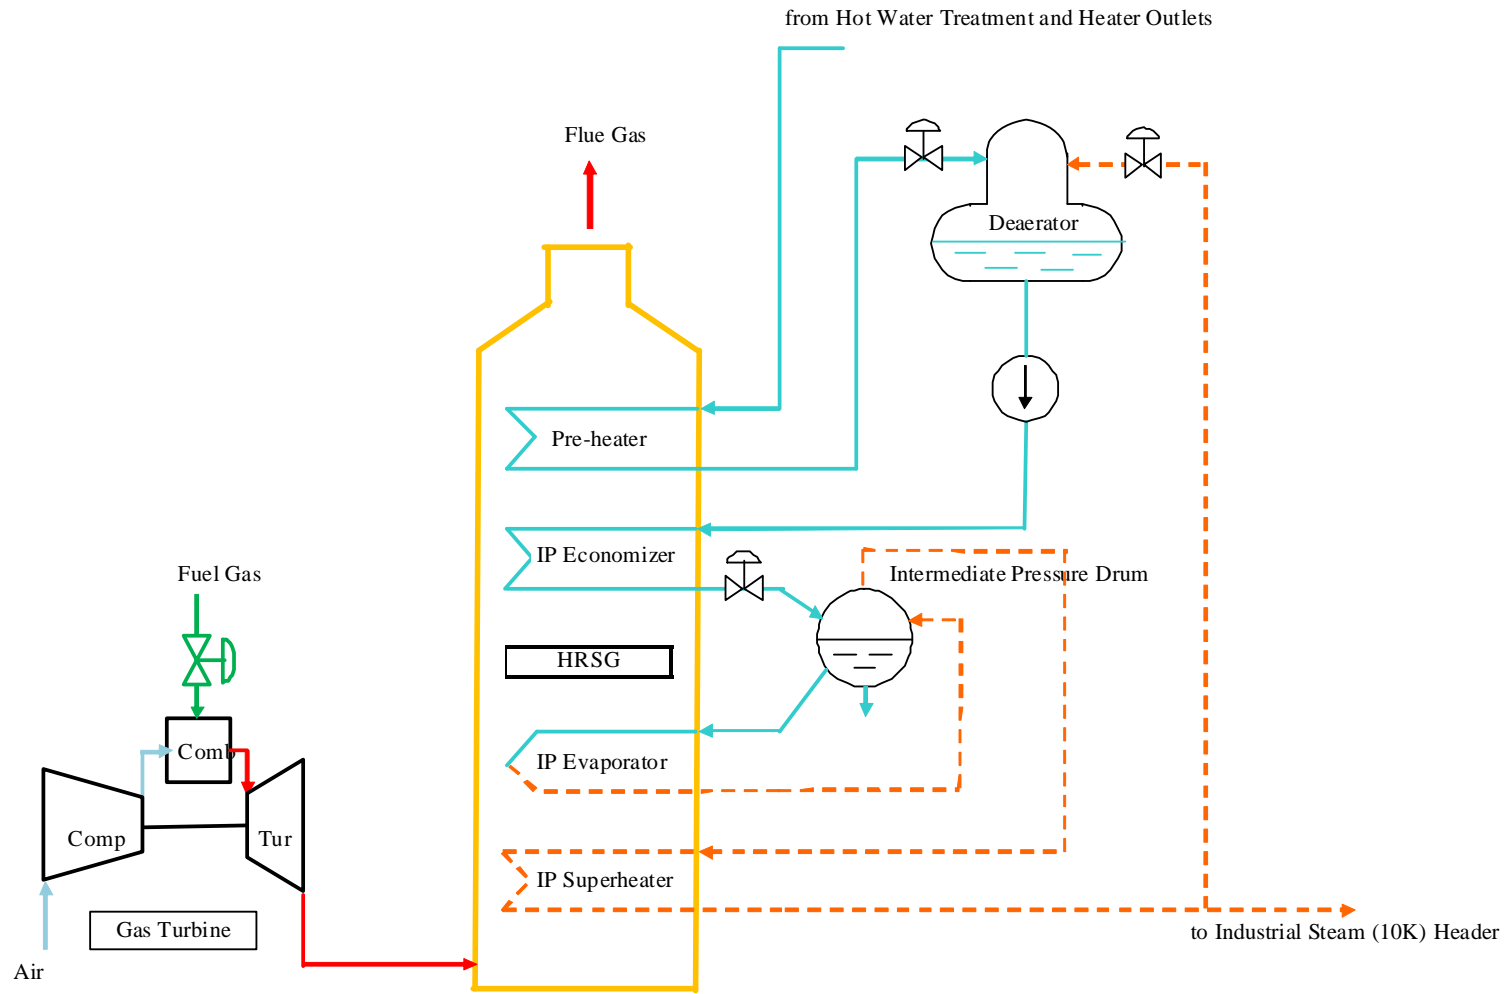 from Hot Water Treatment and Heater Outlets
Flue Gas
Deaerator
Pre-heater
IP Economizer
Fuel Gas
Intermediate Pressure Drum
HRSG
Comb
IP Evaporator
Comp
Tur
IP Superheater
Gas Turbine
to Industrial Steam (10K) Header
Air